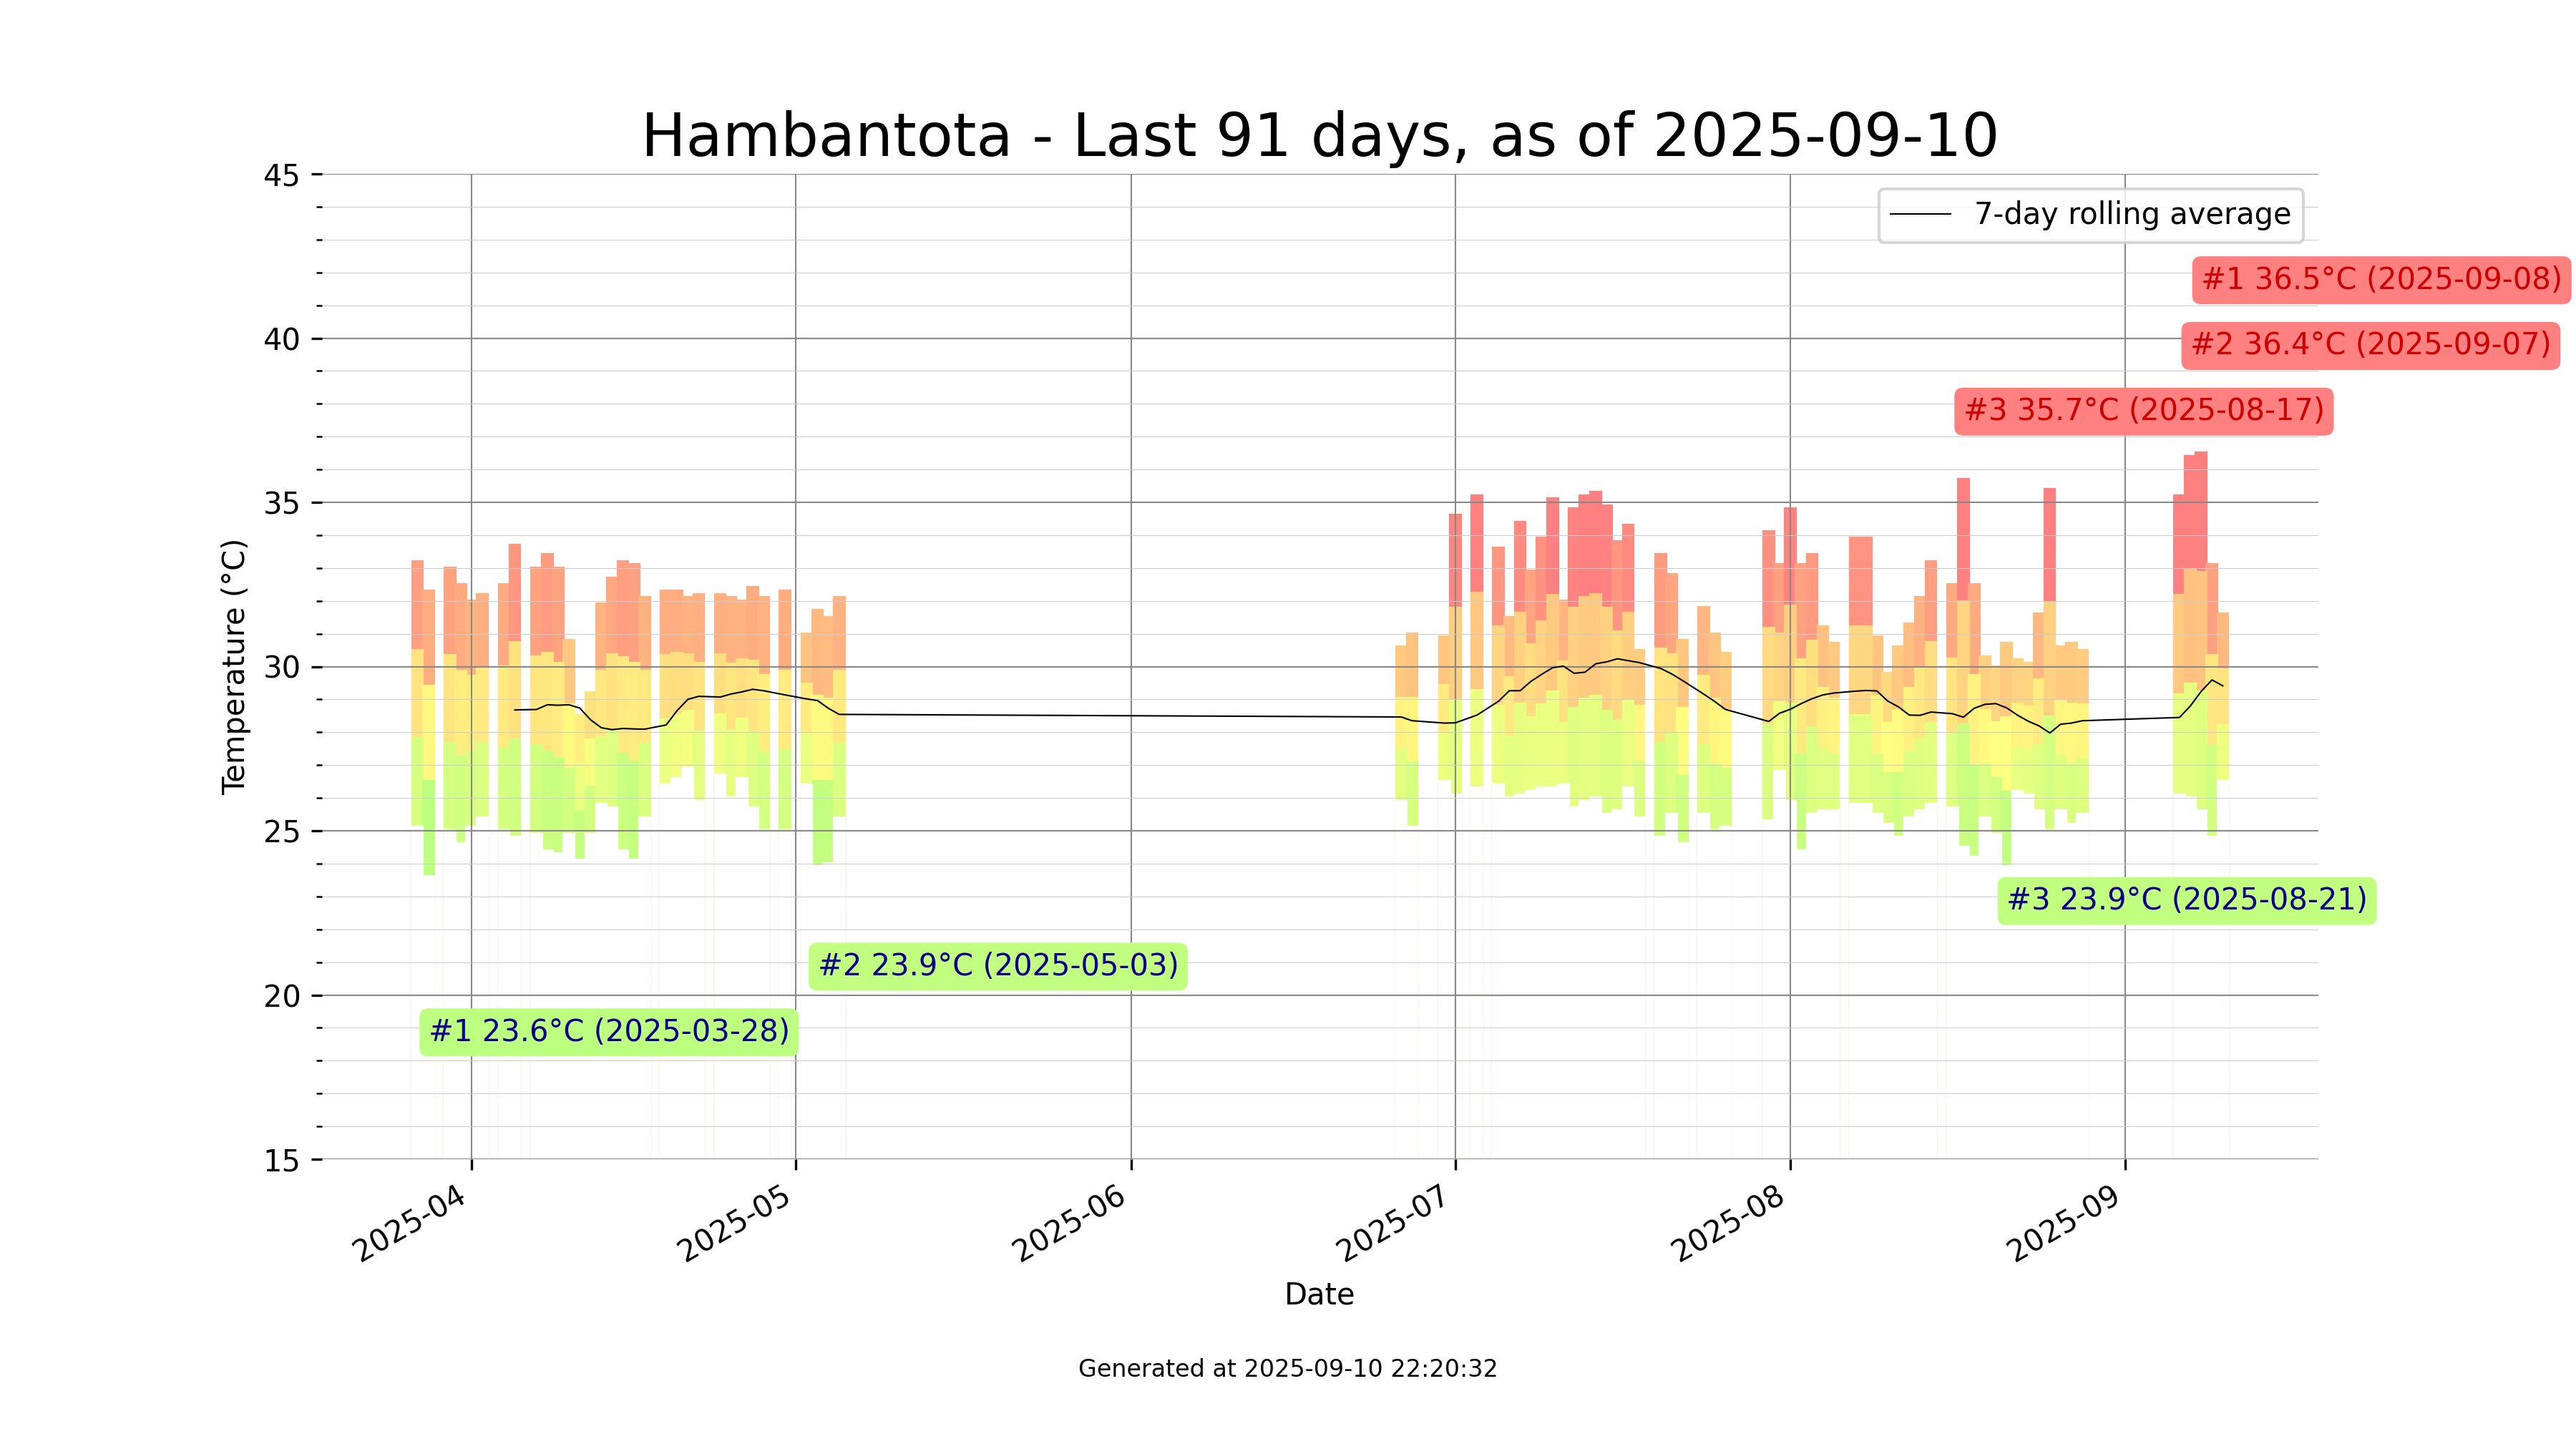 Hambantota - Last 91 days, as of 2025-09-10
7-day rolling average
#1 36.5°C (2025-09-08)
#2 36.4°C (2025-09-07)
#3 35.7°C (2025-08-17)
#3 23.9°C (2025-08-21)
#2 23.9°C (2025-05-03)
#1 23.6°C (2025-03-28)
Temperature (°C)
45
40
35
30
25
20
15
2025-04
2025-05
2025-06
2025-07
2025-08
2025-09
Date
Generated at 2025-09-10 22:20:32